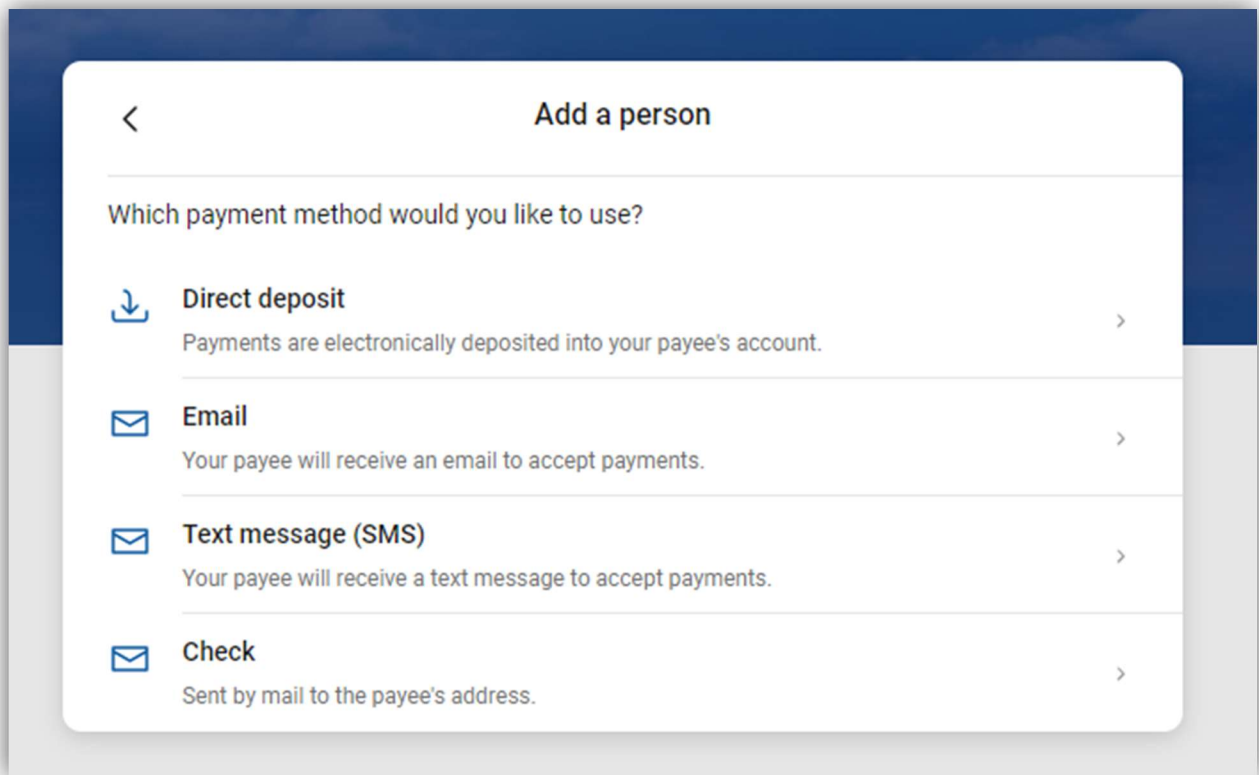 Add a person
Which payment method would you like to use?
Direct deposit
Payments are electronically deposited into your payee's account.
Email
Your payee will receive an email to accept payments.
Text message (SMS)
Your payee will receive a text message to accept payments.
Check
Sent by mail to the payee's address.